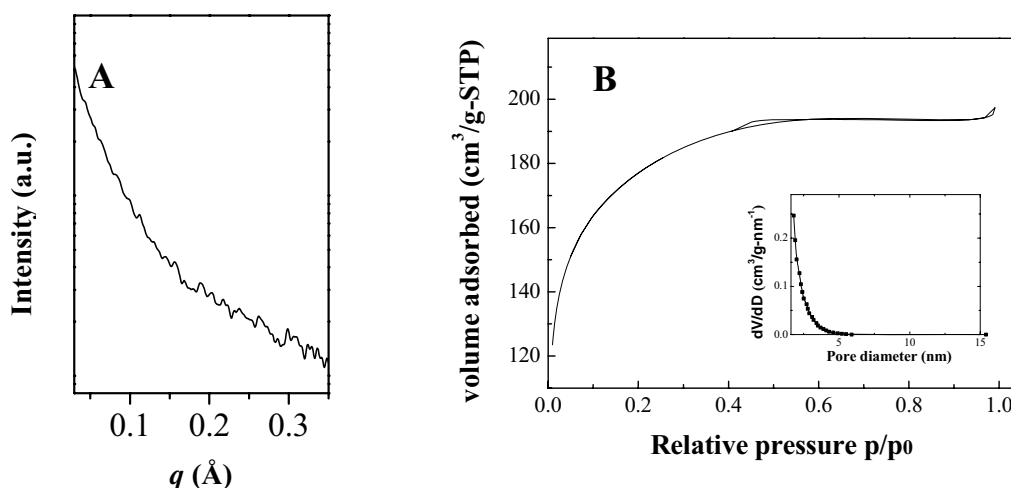 A
Intensity (a.u.)
0.1 0.2 0.3
q (Å)
B
volume adsorbed (cm³/g-STP)
200
180
160
140
120
0.0 0.2 0.4 0.6 0.8 1.0
Relative pressure p/p0
dV/dD (cm³/g-nm⁻¹)
0.2
0.1
0.0
5 10 15
Pore diameter (nm)